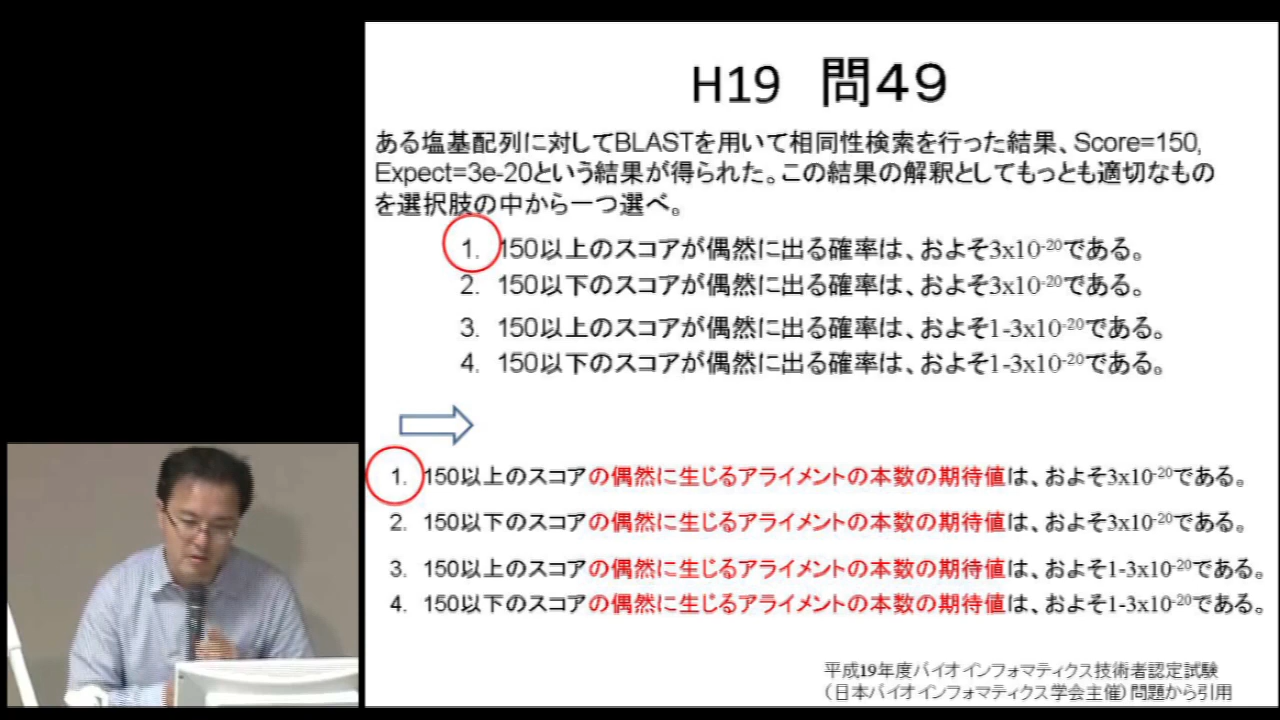 H19　問４９
ある塩基配列に対してBLASTを用いて相同性検索を行った結果、Score=150,
Expect=3e-20という結果が得られた。この結果の解釈としてもっとも適切なもの
を選択肢の中から一つ選べ。
1. 150以上のスコアが偶然に出る確率は、およそ3x10-20である。
2. 150以下のスコアが偶然に出る確率は、およそ3x10-20である。
3. 150以上のスコアが偶然に出る確率は、およそ1-3x10-20である。
4. 150以下のスコアが偶然に出る確率は、およそ1-3x10-20である。
1. 150以上のスコアの偶然に生じるアライメントの本数の期待値は、およそ3x10-20である。
2. 150以下のスコアの偶然に生じるアライメントの本数の期待値は、およそ3x10-20である。
3. 150以上のスコアの偶然に生じるアライメントの本数の期待値は、およそ1-3x10-20である。
4. 150以下のスコアの偶然に生じるアライメントの本数の期待値は、およそ1-3x10-20である。
平成19年度バイオインフォマティクス技術者認定試験
（日本バイオインフォマティクス学会主催）問題から引用